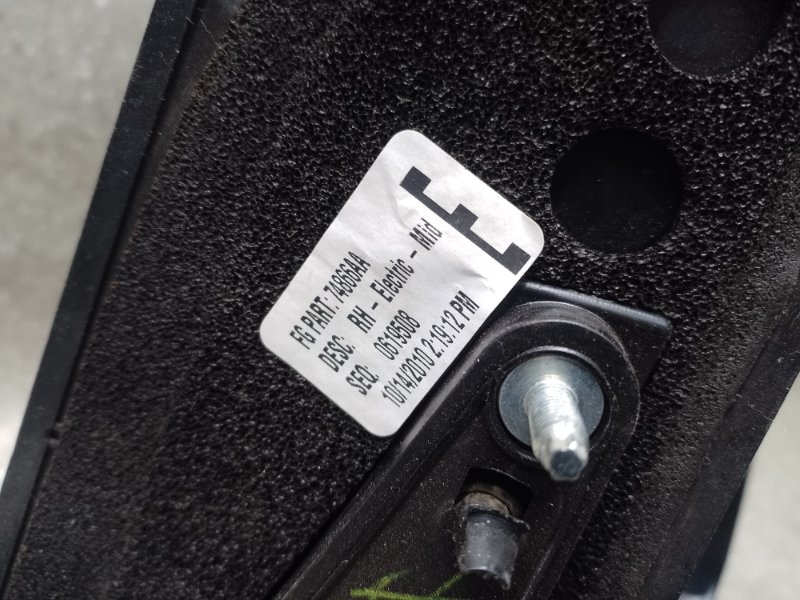 FG PART: 74866AA
DESC: RH - Electric - Mid
SEQ: 0619508
10/14/2010 2:19:12 PM
E